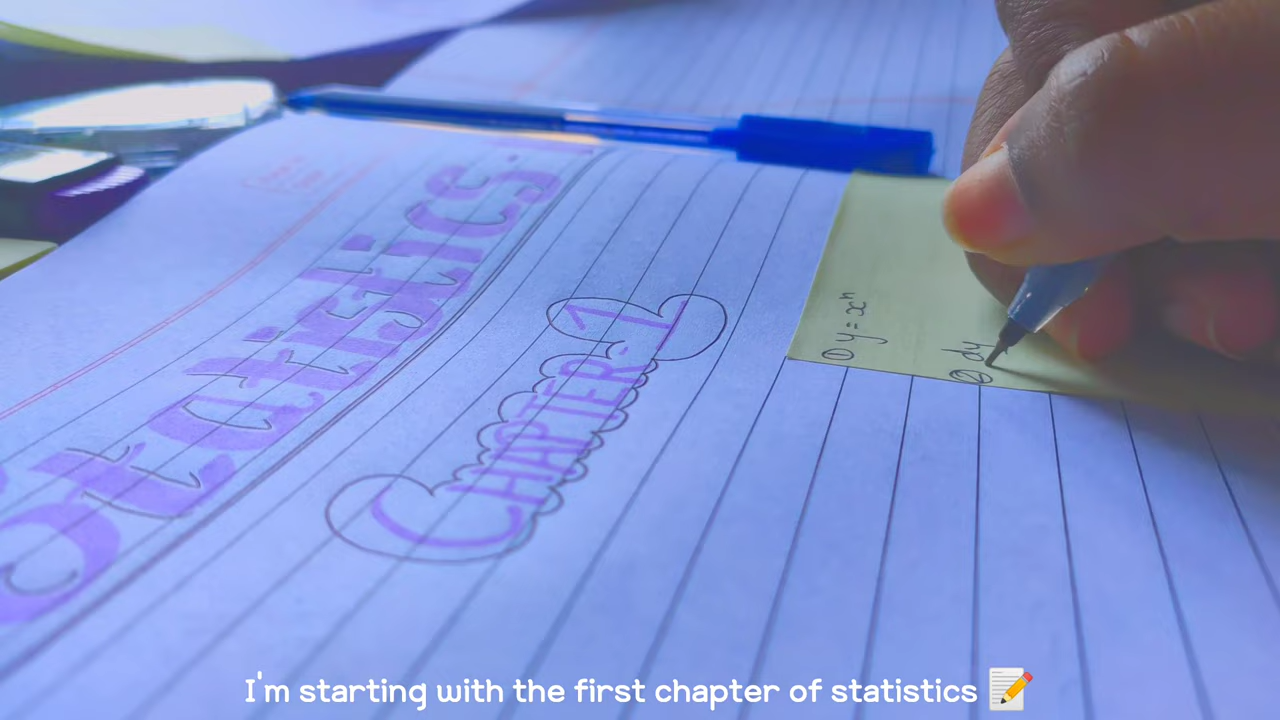 Statistics.
CHAPTER-1
① y = xⁿ
② dy
I'm starting with the first chapter of statistics 📝